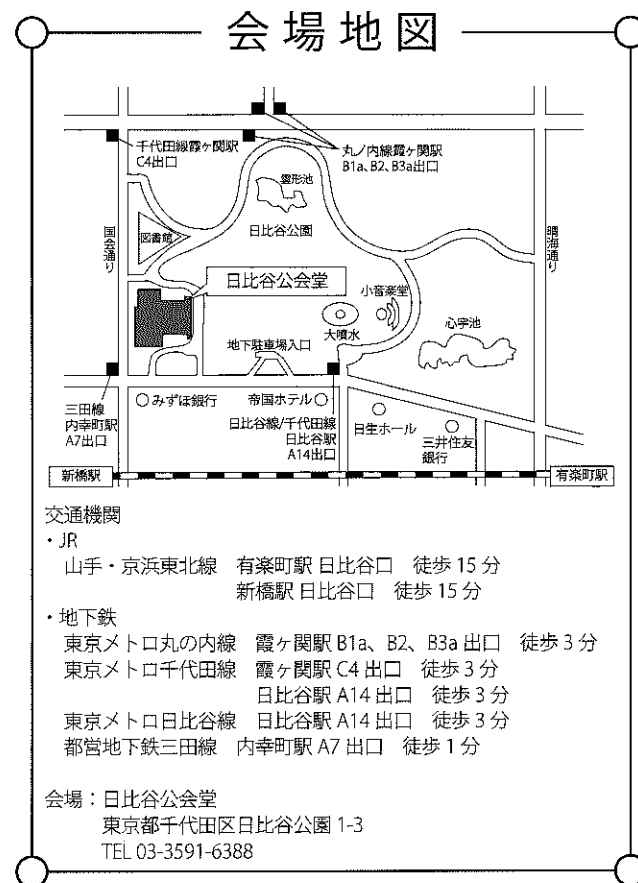 会場地図
千代田線霞ヶ関駅
C4出口
丸ノ内線霞ヶ関駅
B1a、B2、B3a出口
雲形池
日比谷公園
国会通り
図書館
晴海通り
日比谷公会堂
小音楽堂
大噴水
心字池
地下駐車場入口
三田線
内幸町駅
A7出口
みずほ銀行
帝国ホテル
日比谷線/千代田線
日比谷駅
A14出口
日生ホール
三井住友
銀行
新橋駅
有楽町駅
交通機関
・JR
山手・京浜東北線 有楽町駅 日比谷口 徒歩 15 分
新橋駅 日比谷口 徒歩 15 分
・地下鉄
東京メトロ丸の内線 霞ヶ関駅 B1a、B2、B3a 出口 徒歩 3 分
東京メトロ千代田線 霞ヶ関駅 C4 出口 徒歩 3 分
日比谷駅 A14 出口 徒歩 3 分
東京メトロ日比谷線 日比谷駅 A14 出口 徒歩 3 分
都営地下鉄三田線 内幸町駅 A7 出口 徒歩 1 分
会場：日比谷公会堂
東京都千代田区日比谷公園 1-3
TEL 03-3591-6388